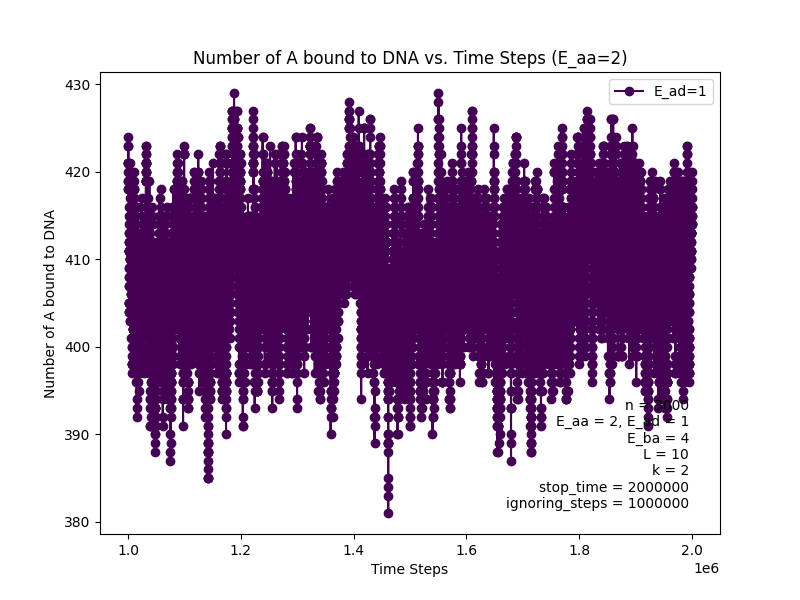 Number of A bound to DNA vs. Time Steps (E_aa=2)
E_ad=1
Number of A bound to DNA
430
420
410
400
390
380
n = 3000
E_aa = 2, E_ad = 1
E_ba = 4
L = 10
k = 2
stop_time = 2000000
ignoring_steps = 1000000
1.0 1.2 1.4 1.6 1.8 2.0
1e6
Time Steps